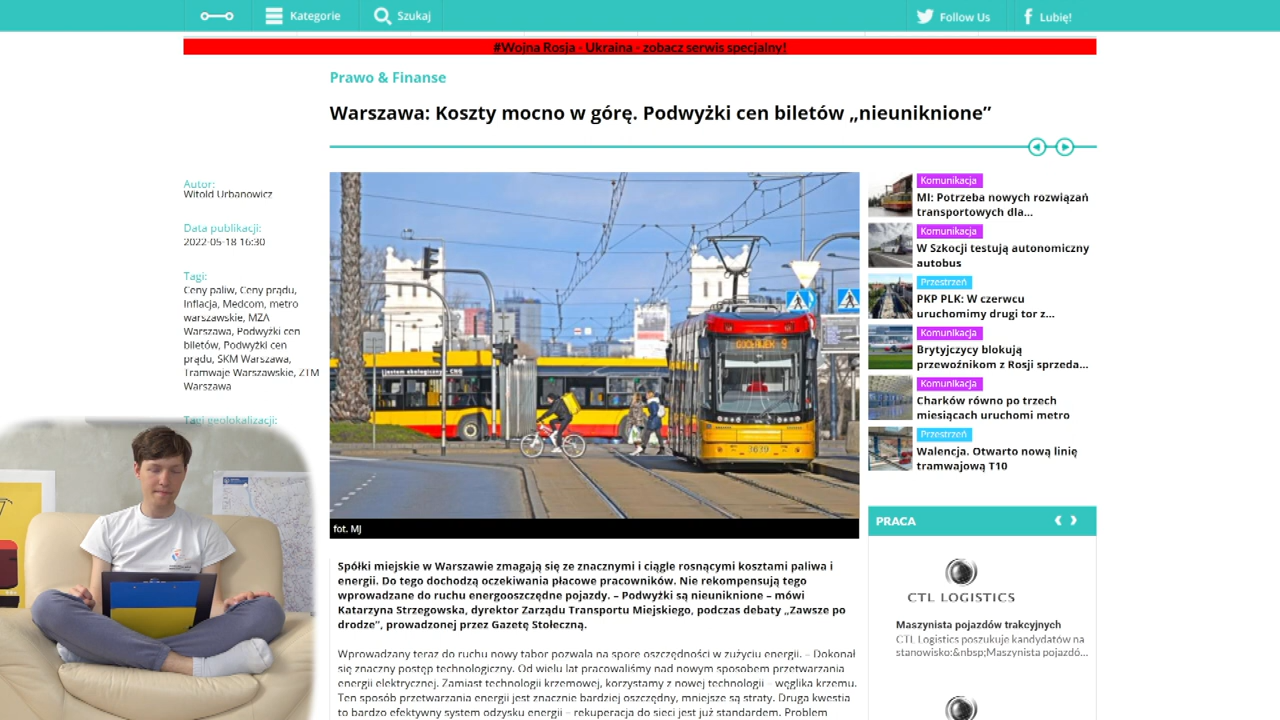 Kategorie
Szukaj
Follow Us
Lubię!
#Wojna Rosja - Ukraina - zobacz serwis specjalny!
Prawo & Finanse
Warszawa: Koszty mocno w górę. Podwyżki cen biletów „nieuniknione”
Autor:
Witold Urbanowicz
Data publikacji:
2022-05-18 16:30
Tagi:
Ceny paliw, Ceny prądu,
Inflacja, Medcom, metro
warszawskie, MZA
Warszawa, Podwyżki cen
biletów, Podwyżki cen
prądu, SKM Warszawa,
Tramwaje Warszawskie, ZTM
Warszawa
Tagi geolokalizacji:
Jestem ekologiczny - CNG
GOCŁAWEK 9
3679
fot. MJ
Spółki miejskie w Warszawie zmagają się ze znacznymi i ciągle rosnącymi kosztami paliwa i
energii. Do tego dochodzą oczekiwania płacowe pracowników. Nie rekompensują tego
wprowadzane do ruchu energooszczędne pojazdy. – Podwyżki są nieuniknione – mówi
Katarzyna Strzegowska, dyrektor Zarządu Transportu Miejskiego, podczas debaty „Zawsze po
drodze”, prowadzonej przez Gazetę Stołeczną.
Wprowadzany teraz do ruchu nowy tabor pozwala na spore oszczędności w zużyciu energii. – Dokonał
się znaczny postęp technologiczny. Od wielu lat pracowaliśmy nad nowym sposobem przetwarzania
energii elektrycznej. Zamiast technologii krzemowej, korzystamy z nowej technologii – węglika krzemu.
Ten sposób przetwarzania energii jest znacznie bardziej oszczędny, mniejsze są straty. Druga kwestia
to bardzo efektywny system odzysku energii – rekuperacja do sieci jest już standardem. Problem
Komunikacja
MI: Potrzeba nowych rozwiązań
transportowych dla...
Komunikacja
W Szkocji testują autonomiczny
autobus
Przestrzeń
PKP PLK: W czerwcu
uruchomimy drugi tor z...
Komunikacja
Brytyjczycy blokują
przewoźnikom z Rosji sprzeda...
Komunikacja
Charków równo po trzech
miesiącach uruchomi metro
Przestrzeń
Walencja. Otwarto nową linię
tramwajową T10
PRACA
CTL LOGISTICS
Maszynista pojazdów trakcyjnych
CTL Logistics poszukuje kandydatów na
stanowisko:&nbsp;Maszynista pojazdó...